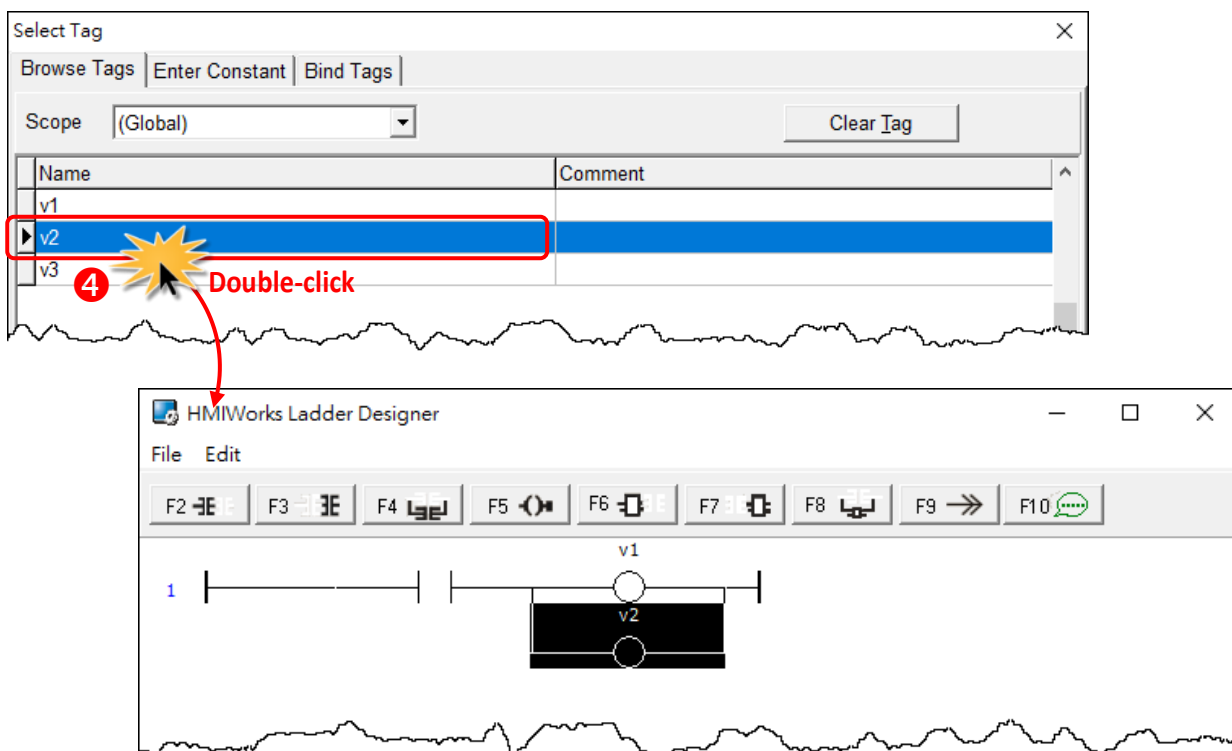 Select Tag
Browse Tags Enter Constant Bind Tags
Scope (Global) Clear Tag
Name Comment
v1
v2
v3
4 Double-click
HMIWorks Ladder Designer
File Edit
F2 F3 F4 F5 F6 F7 F8 F9 F10
v1
1
v2